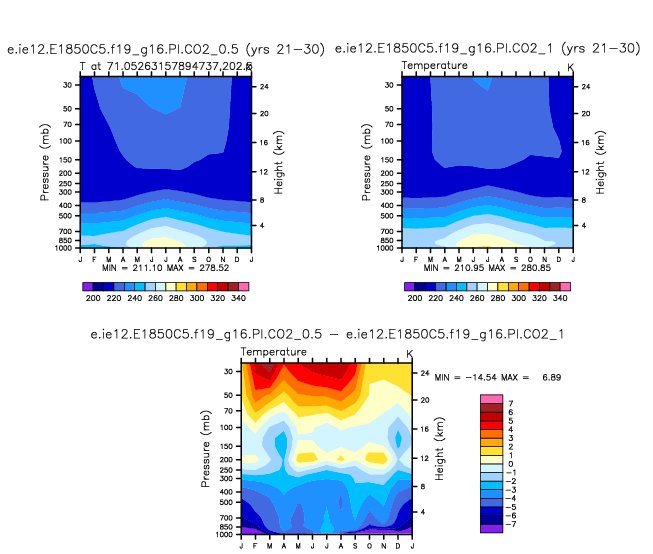 e.ie12.E1850C5.f19_g16.PI.CO2_0.5 (yrs 21-30) e.ie12.E1850C5.f19_g16.PI.CO2_1 (yrs 21-30)
T at 71.05263157894737,202.5 K
Temperature K
30 50 70 100 150 200 250 300 400 500 700 850 1000
Pressure (mb)
24 20 16 12 8 4
Height (km)
J F M A M J J A S O N D J
MIN = 211.10 MAX = 278.52
200 220 240 260 280 300 320 340
30 50 70 100 150 200 250 300 400 500 700 850 1000
Pressure (mb)
24 20 16 12 8 4
Height (km)
J F M A M J J A S O N D J
MIN = 210.95 MAX = 280.85
200 220 240 260 280 300 320 340
e.ie12.E1850C5.f19_g16.PI.CO2_0.5 - e.ie12.E1850C5.f19_g16.PI.CO2_1
Temperature K
30 50 70 100 150 200 250 300 400 500 700 850 1000
Pressure (mb)
24 20 16 12 8 4
Height (km)
J F M A M J J A S O N D J
MIN = -14.54 MAX = 6.89
7
6
5
4
3
2
1
0
-1
-2
-3
-4
-5
-6
-7